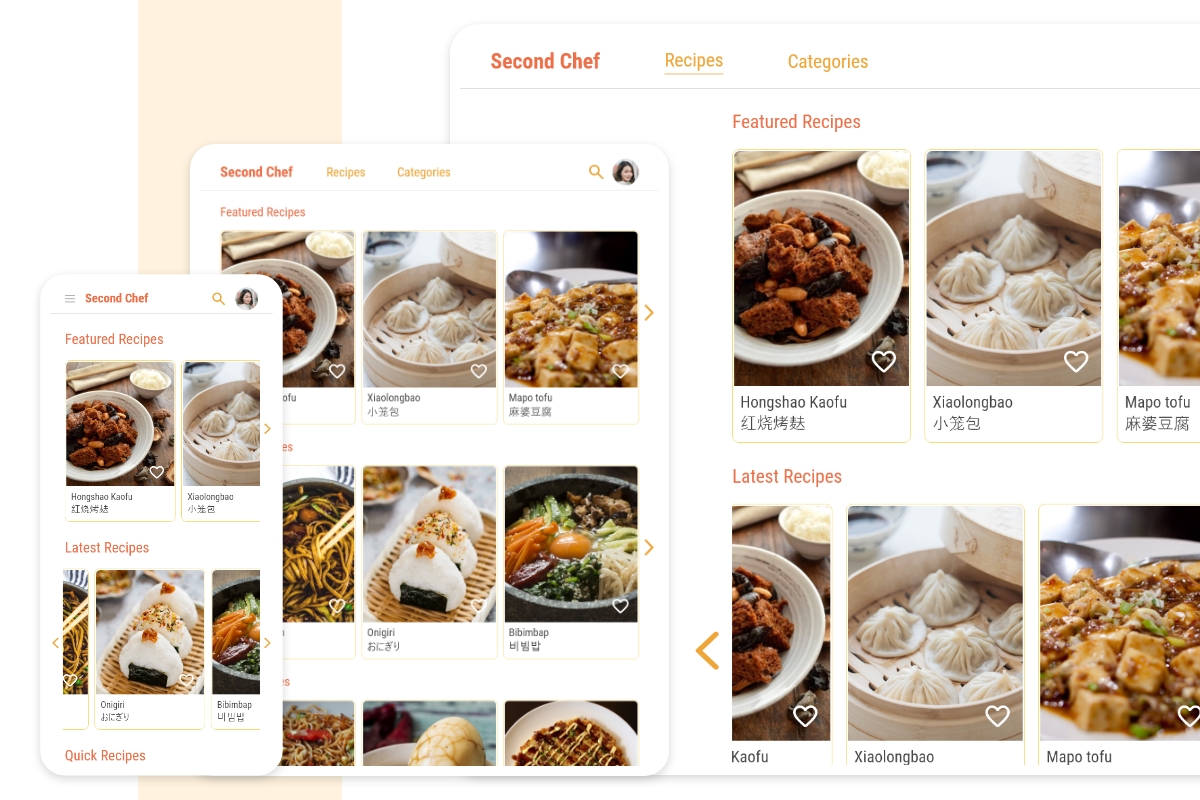 Second Chef
Recipes
Categories
Featured Recipes
Hongshao Kaofu
红烧烤麸
Xiaolongbao
小笼包
Mapo tofu
麻婆豆腐
Latest Recipes
Kaofu
Xiaolongbao
Mapo tofu
Second Chef
Recipes
Categories
Featured Recipes
ofu
Xiaolongbao
小笼包
Mapo tofu
麻婆豆腐
es
n
Onigiri
おにぎり
Bibimbap
비빔밥
es
Second Chef
Featured Recipes
Hongshao Kaofu
红烧烤麸
Xiaolongbao
小笼包
Latest Recipes
Onigiri
おにぎり
Bibimbap
비빔밥
Quick Recipes